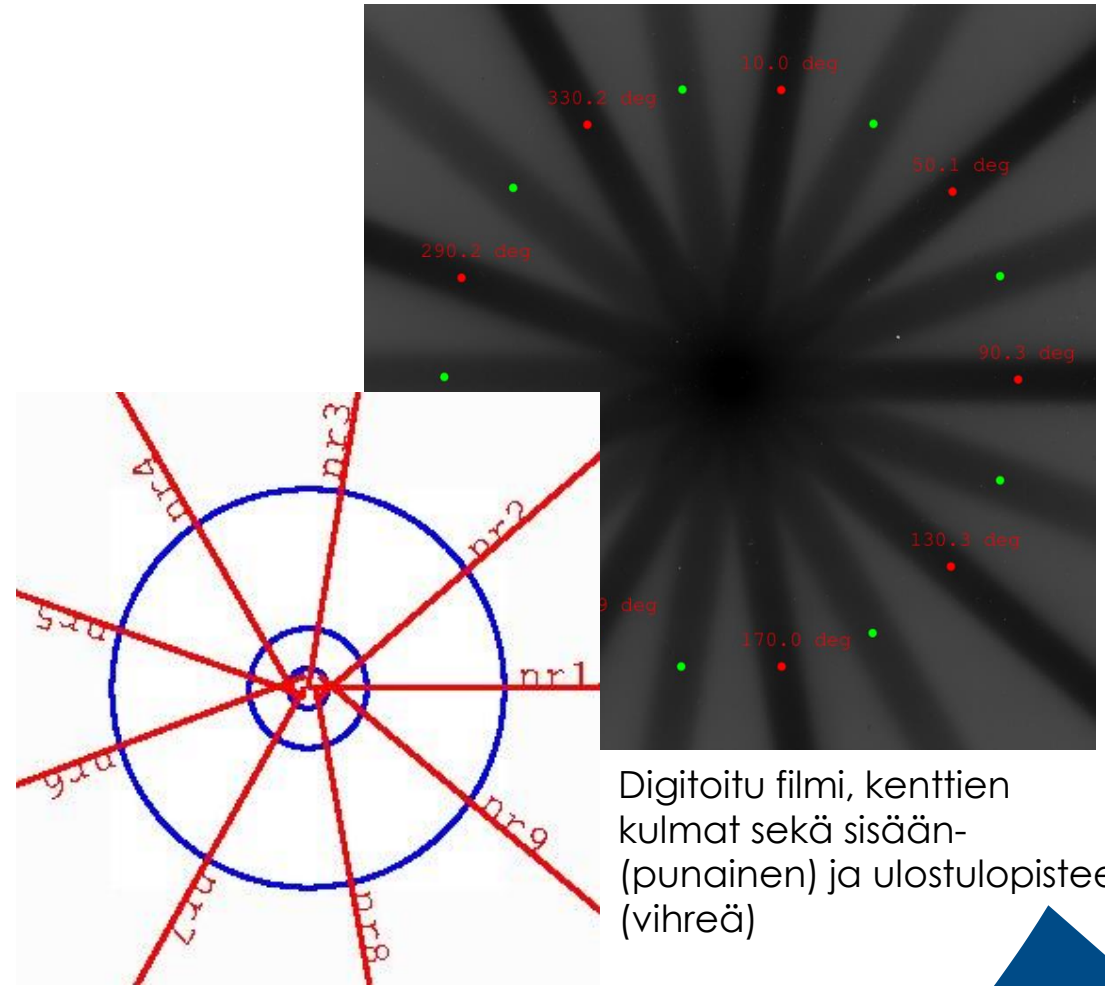 10.0 deg
330.2 deg
50.1 deg
290.2 deg
90.3 deg
130.3 deg
9 deg
170.0 deg
nr3
nr4
nr2
nr5
nr1
nr6
nr9
nr7
nr8
Digitoitu filmi, kenttien
kulmat sekä sisään-
(punainen) ja ulostulopistee
(vihreä)